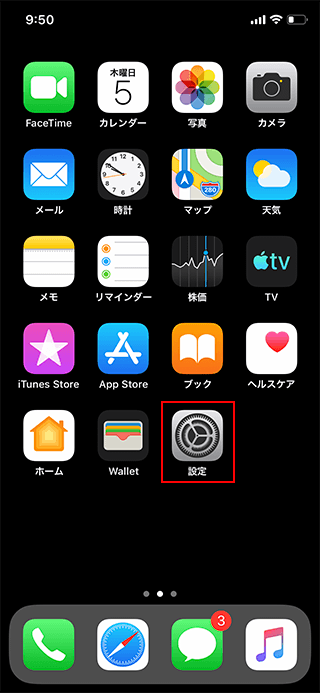 9:50
FaceTime
木曜日
5
カレンダー
写真
カメラ
メール
時計
280
マップ
天気
メモ
リマインダー
株価
tv
TV
iTunes Store
App Store
ブック
ヘルスケア
ホーム
Wallet
設定
3